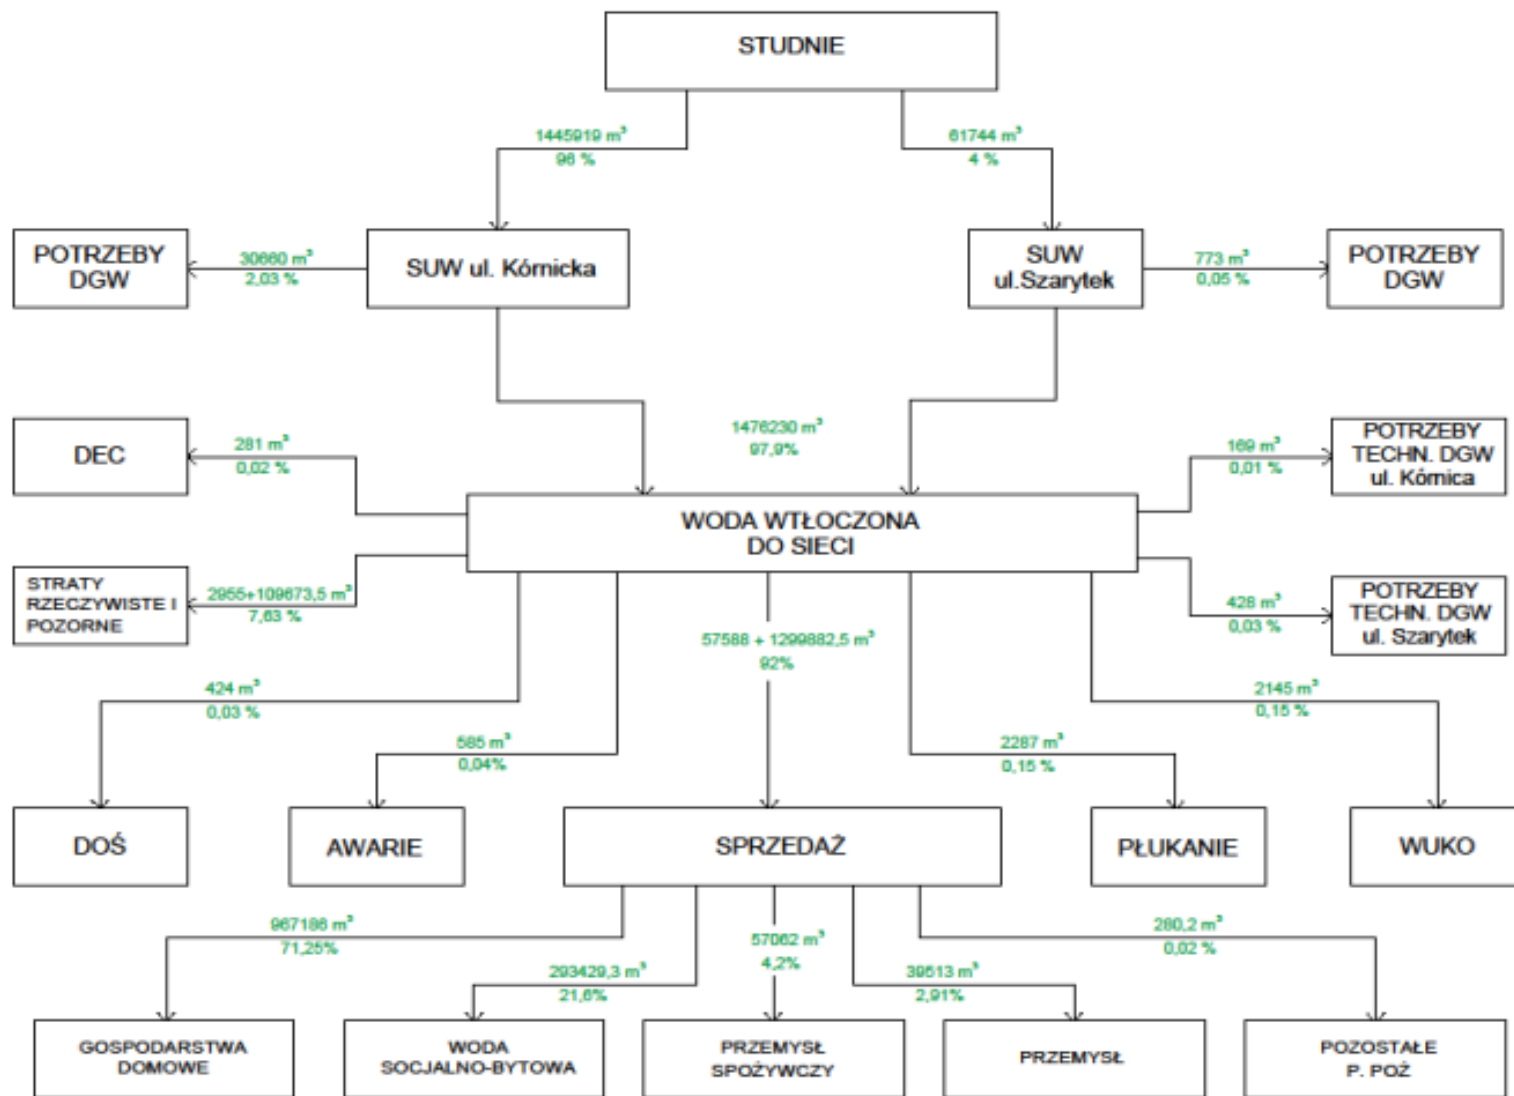 STUDNIE
1445919 m³
96 %
61744 m³
4 %
POTRZEBY
DGW
30660 m³
2,03 %
SUW ul. Kórnicka
SUW
ul.Szarytek
773 m³
0,05 %
POTRZEBY
DGW
1476230 m³
97,9%
DEC
281 m³
0,02 %
169 m³
0,01 %
POTRZEBY
TECHN. DGW
ul. Kórnica
WODA WTŁOCZONA
DO SIECI
STRATY
RZECZYWISTE I
POZORNE
2955+109673,5 m³
7,63 %
428 m³
0,03 %
POTRZEBY
TECHN. DGW
ul. Szarytek
57588 + 1299882,5 m³
92%
424 m³
0,03 %
2145 m³
0,15 %
585 m³
0,04%
2287 m³
0,15 %
DOŚ
AWARIE
SPRZEDAŻ
PŁUKANIE
WUKO
967186 m³
71,25%
293429,3 m³
21,6%
57062 m³
4,2%
39513 m³
2,91%
280,2 m³
0,02 %
GOSPODARSTWA
DOMOWE
WODA
SOCJALNO-BYTOWA
PRZEMYSŁ
SPOŻYWCZY
PRZEMYSŁ
POZOSTAŁE
P. POŻ